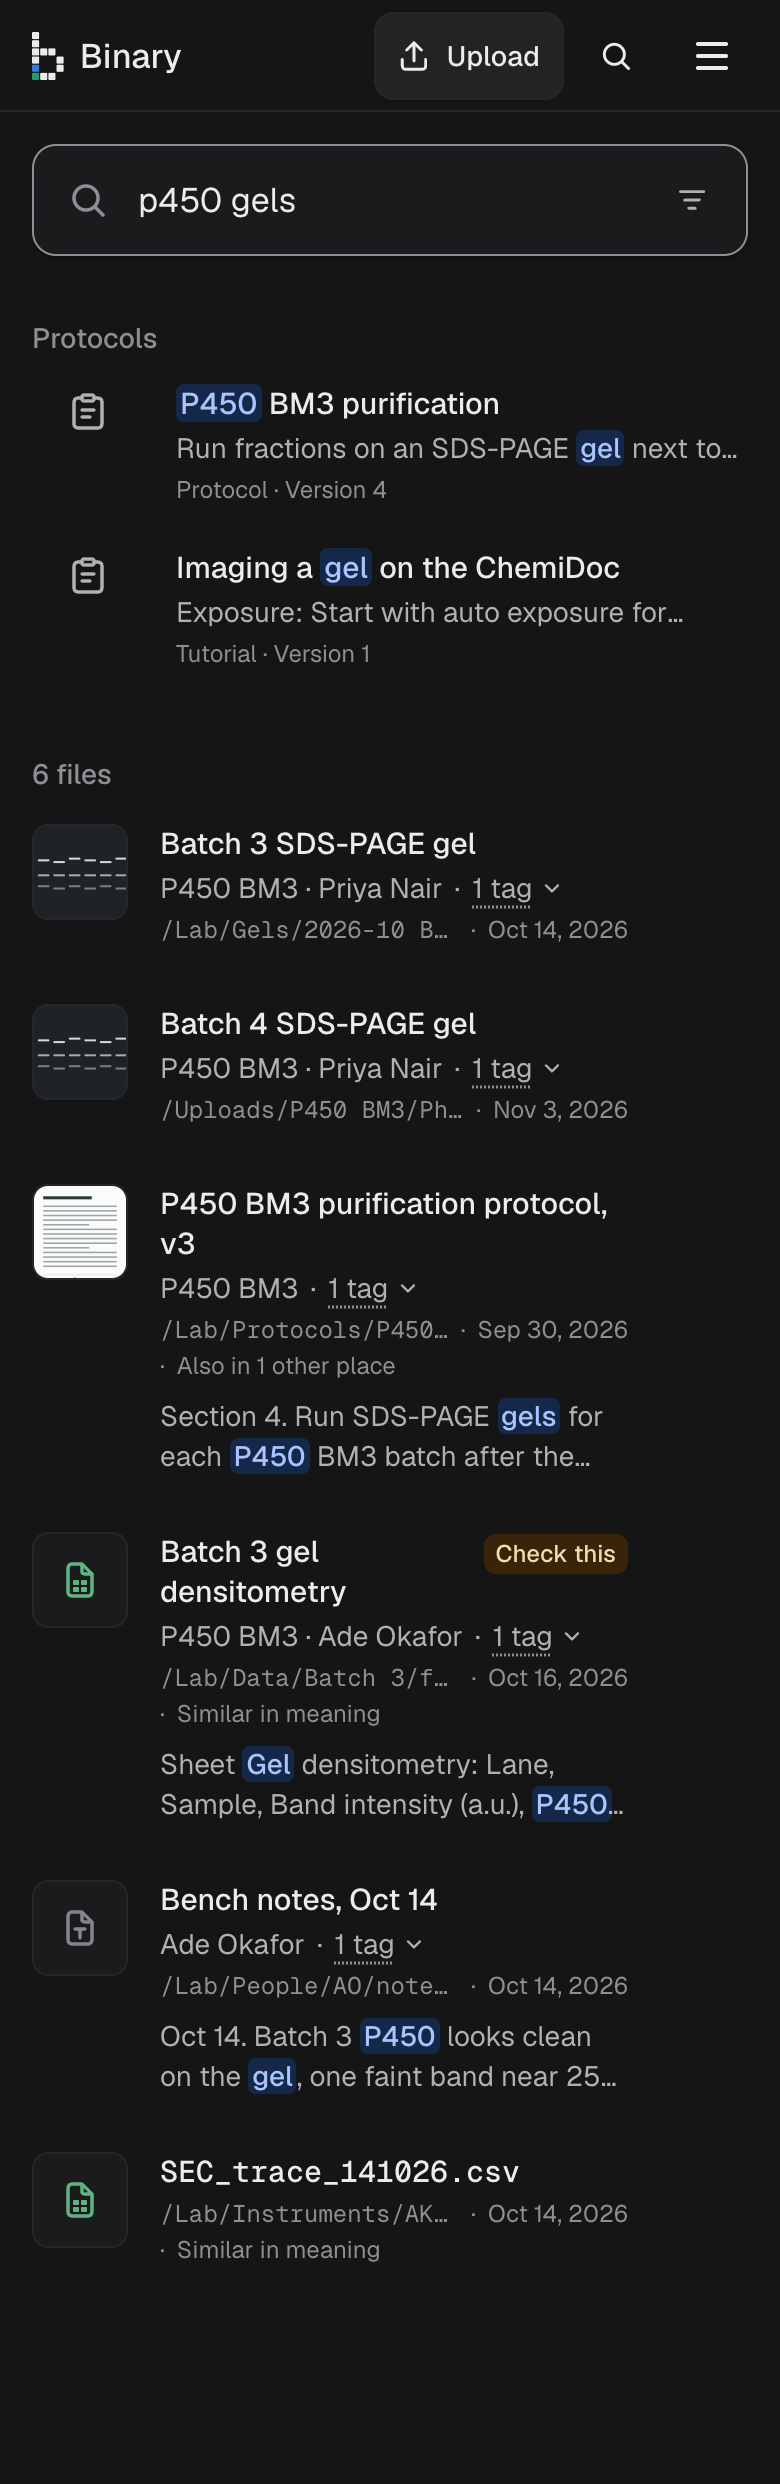 Binary
Upload
p450 gels
Protocols
P450 BM3 purification
Run fractions on an SDS-PAGE gel next to…
Protocol · Version 4
Imaging a gel on the ChemiDoc
Exposure: Start with auto exposure for…
Tutorial · Version 1
6 files
Batch 3 SDS-PAGE gel
P450 BM3 · Priya Nair · 1 tag
/Lab/Gels/2026-10 B… · Oct 14, 2026
Batch 4 SDS-PAGE gel
P450 BM3 · Priya Nair · 1 tag
/Uploads/P450 BM3/Ph… · Nov 3, 2026
P450 BM3 purification protocol,
v3
P450 BM3 · 1 tag
/Lab/Protocols/P450… · Sep 30, 2026
· Also in 1 other place
Section 4. Run SDS-PAGE gels for
each P450 BM3 batch after the…
Batch 3 gel
densitometry
Check this
P450 BM3 · Ade Okafor · 1 tag
/Lab/Data/Batch 3/f… · Oct 16, 2026
· Similar in meaning
Sheet Gel densitometry: Lane,
Sample, Band intensity (a.u.), P450…
Bench notes, Oct 14
Ade Okafor · 1 tag
/Lab/People/AO/note… · Oct 14, 2026
Oct 14. Batch 3 P450 looks clean
on the gel, one faint band near 25…
SEC_trace_141026.csv
/Lab/Instruments/AK… · Oct 14, 2026
· Similar in meaning